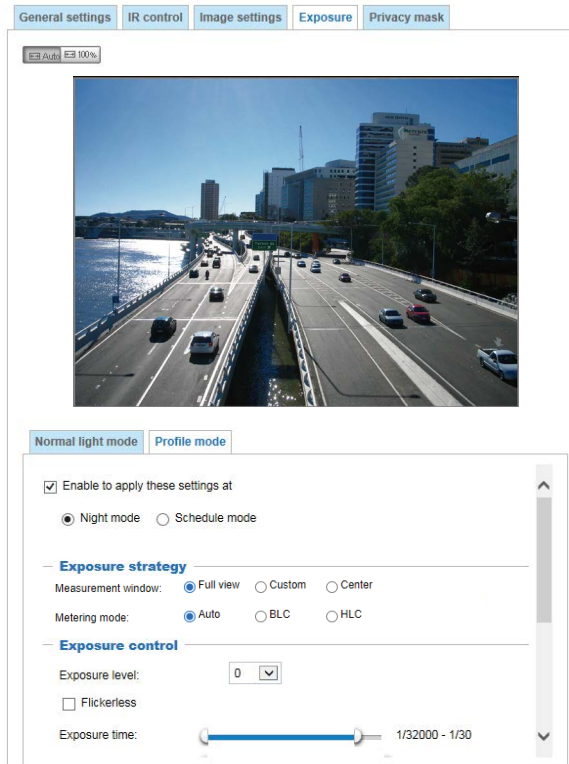 General settings IR control Image settings Exposure Privacy mask
Auto 100%
Normal light mode Profile mode
Enable to apply these settings at
Night mode Schedule mode
Exposure strategy
Measurement window: Full view Custom Center
Metering mode: Auto BLC HLC
Exposure control
Exposure level: 0
Flickerless
Exposure time: 1/32000 - 1/30